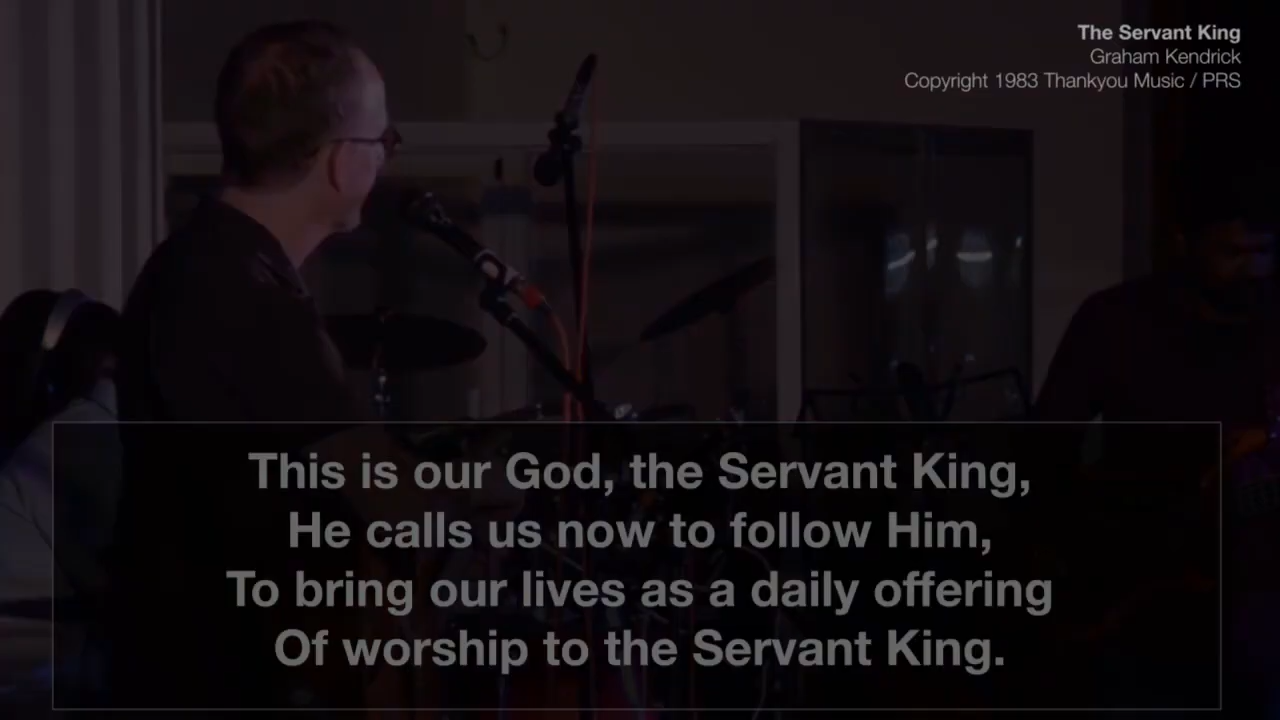 The Servant King
Graham Kendrick
Copyright 1983 Thankyou Music / PRS
This is our God, the Servant King,
He calls us now to follow Him,
To bring our lives as a daily offering
Of worship to the Servant King.